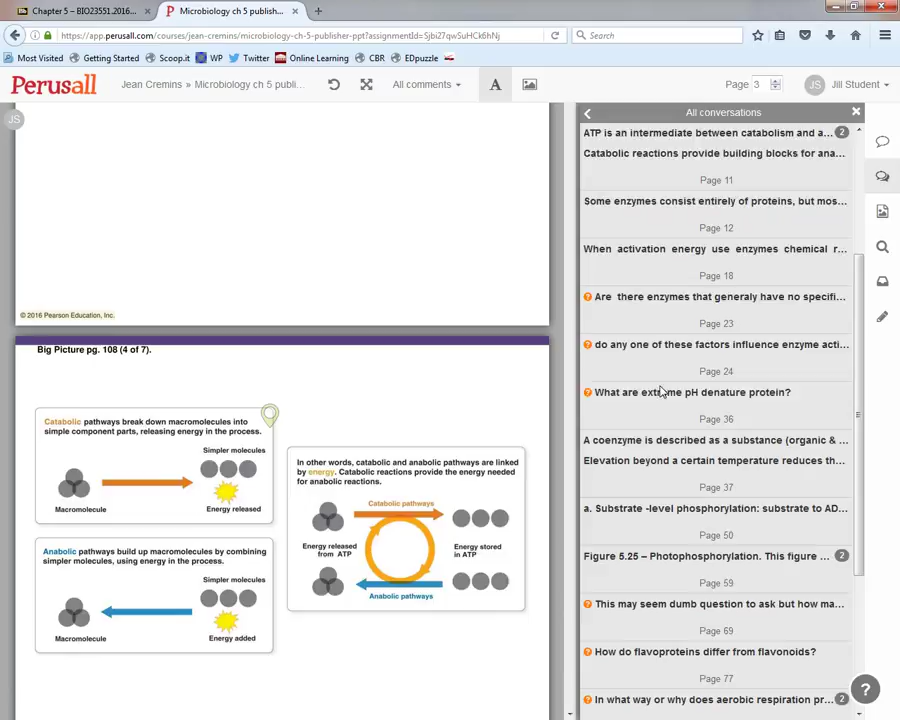 Chapter 5 – BIO23551.2016...
Microbiology ch 5 publisher...
https://app.perusall.com/courses/jean-cremins/microbiology-ch-5-publisher-ppt?assignmentId=Sjbi27qwSuHCk6hNj
Search
Most Visited
Getting Started
Scoop.it
WP
Twitter
Online Learning
CBR
EDpuzzle
Perusall
Jean Cremins » Microbiology ch 5 publi...
All comments
A
Page 3
JS
Jill Student
JS
© 2016 Pearson Education, Inc.
Big Picture pg. 108 (4 of 7).
Catabolic pathways break down macromolecules into
simple component parts, releasing energy in the process.
Simpler molecules
Macromolecule
Energy released
Anabolic pathways build up macromolecules by combining
simpler molecules, using energy in the process.
Simpler molecules
Macromolecule
Energy added
In other words, catabolic and anabolic pathways are linked
by energy. Catabolic reactions provide the energy needed
for anabolic reactions.
Catabolic pathways
Energy released
from ATP
Energy stored
in ATP
Anabolic pathways
All conversations
ATP is an intermediate between catabolism and a... 2
Catabolic reactions provide building blocks for ana...
Page 11
Some enzymes consist entirely of proteins, but mos...
Page 12
When activation energy use enzymes chemical r...
Page 18
Are there enzymes that generaly have no specifi...
Page 23
do any one of these factors influence enzyme acti...
Page 24
What are extreme pH denature protein?
Page 36
A coenzyme is described as a substance (organic & ...
Elevation beyond a certain temperature reduces th...
Page 37
a. Substrate -level phosphorylation: substrate to AD...
Page 50
Figure 5.25 – Photophosphorylation. This figure ... 2
Page 59
This may seem dumb question to ask but how ma...
Page 69
How do flavoproteins differ from flavonoids?
Page 77
In what way or why does aerobic respiration pr... 2
?